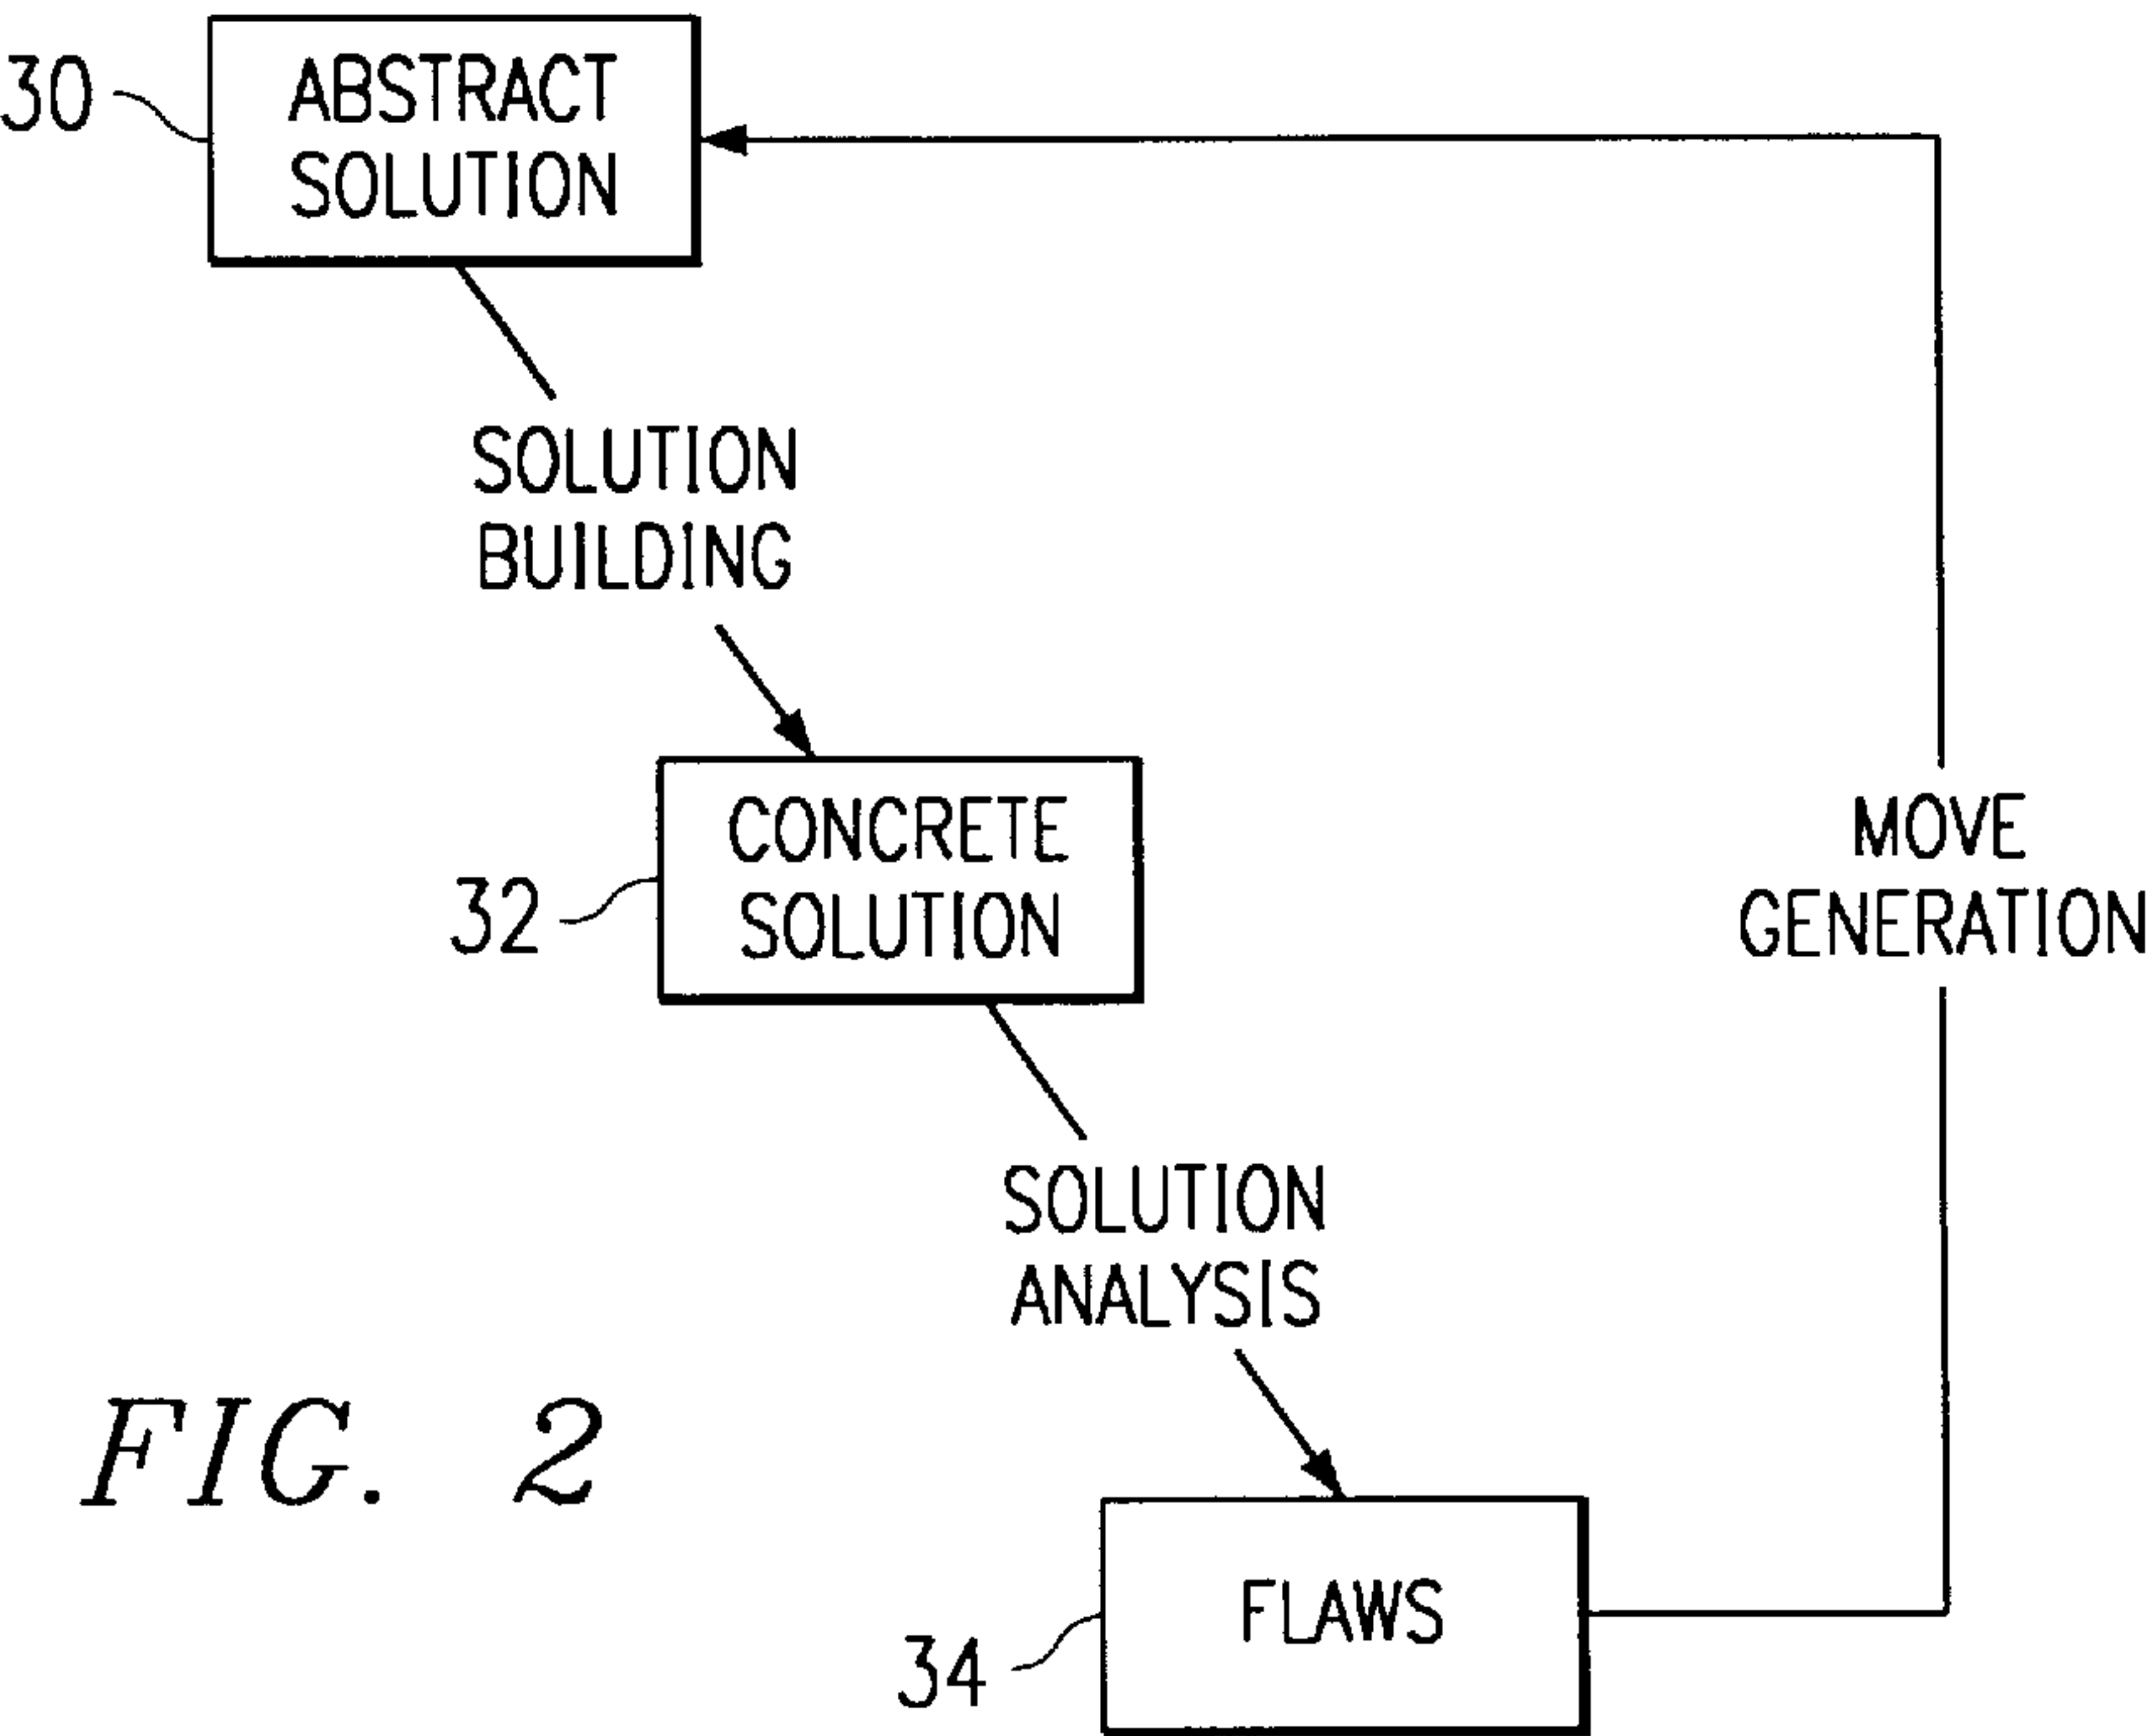 30
ABSTRACT
SOLUTION
SOLUTION
BUILDING
CONCRETE
SOLUTION
32
MOVE
GENERATION
SOLUTION
ANALYSIS
FIG. 2
FLAWS
34